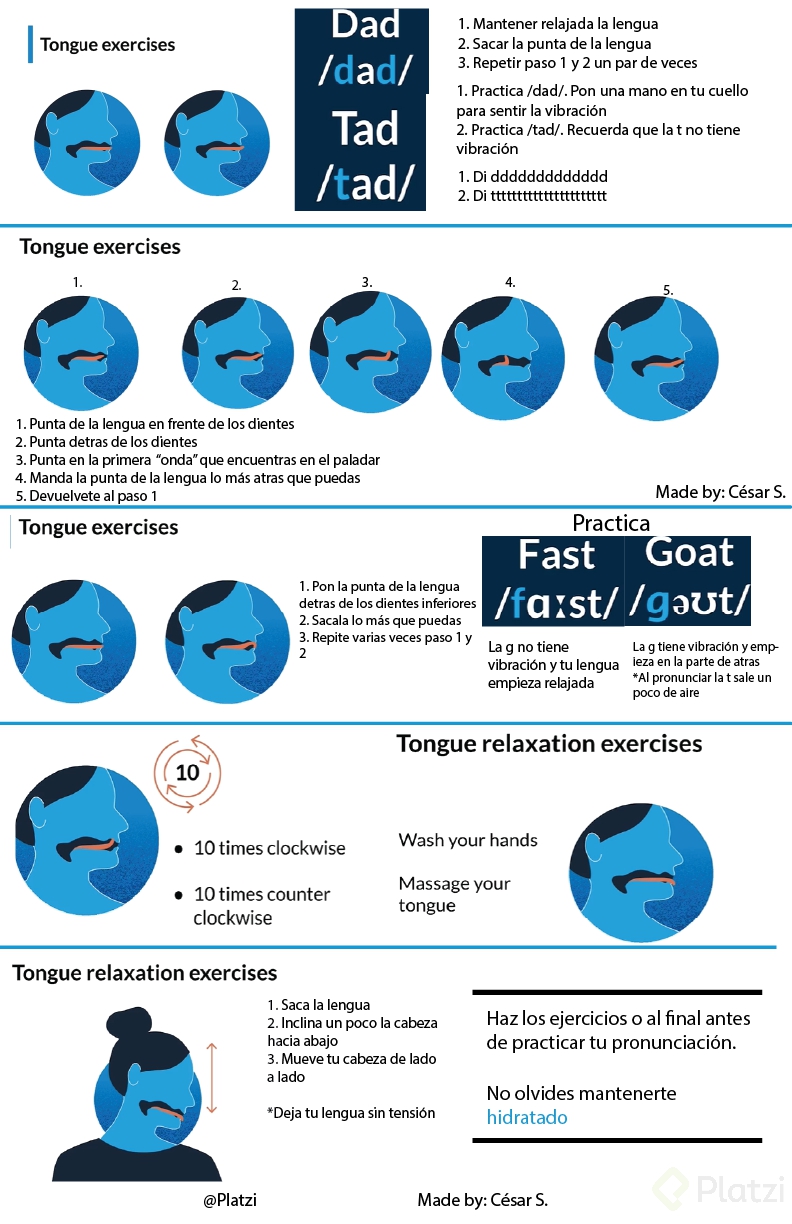 Tongue exercises
Dad
/dad/
Tad
/tad/
1. Mantener relajada la lengua
2. Sacar la punta de la lengua
3. Repetir paso 1 y 2 un par de veces
1. Practica /dad/. Pon una mano en tu cuello
para sentir la vibración
2. Practica /tad/. Recuerda que la t no tiene
vibración
1. Di ddddddddddddd
2. Di tttttttttttttttttttttt
Tongue exercises
1.
2.
3.
4.
5.
1. Punta de la lengua en frente de los dientes
2. Punta detras de los dientes
3. Punta en la primera “onda” que encuentras en el paladar
4. Manda la punta de la lengua lo más atras que puedas
5. Devuelvete al paso 1
Made by: César S.
Tongue exercises
1. Pon la punta de la lengua
detras de los dientes inferiores
2. Sacala lo más que puedas
3. Repite varias veces paso 1 y
2
Practica
Fast
/fɑːst/
Goat
/gəʊt/
La g no tiene
vibración y tu lengua
empieza relajada
La g tiene vibración y emp-
ieza en la parte de atras
*Al pronunciar la t sale un
poco de aire
10
• 10 times clockwise
• 10 times counter
clockwise
Tongue relaxation exercises
Wash your hands
Massage your
tongue
Tongue relaxation exercises
1. Saca la lengua
2. Inclina un poco la cabeza
hacia abajo
3. Mueve tu cabeza de lado
a lado
*Deja tu lengua sin tensión
Haz los ejercicios o al final antes
de practicar tu pronunciación.
No olvides mantenerte
hidratado
@Platzi
Made by: César S.
Platzi